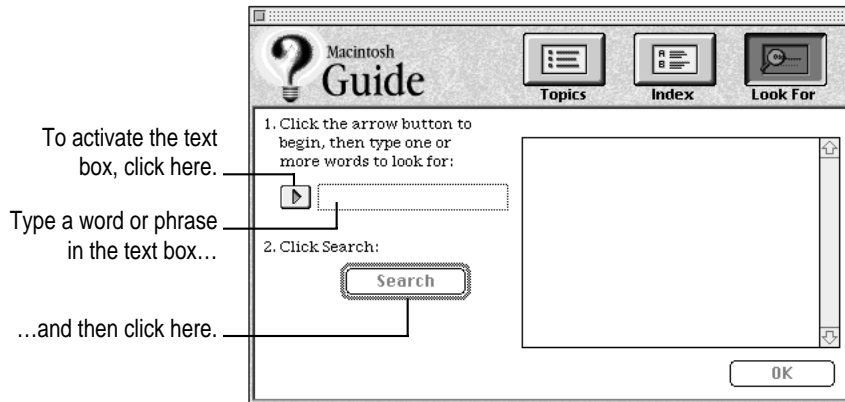 Macintosh
Guide
Topics
Index
Look For
To activate the text
box, click here.
Type a word or phrase
in the text box…
…and then click here.
1. Click the arrow button to
begin, then type one or
more words to look for:
2. Click Search:
Search
OK